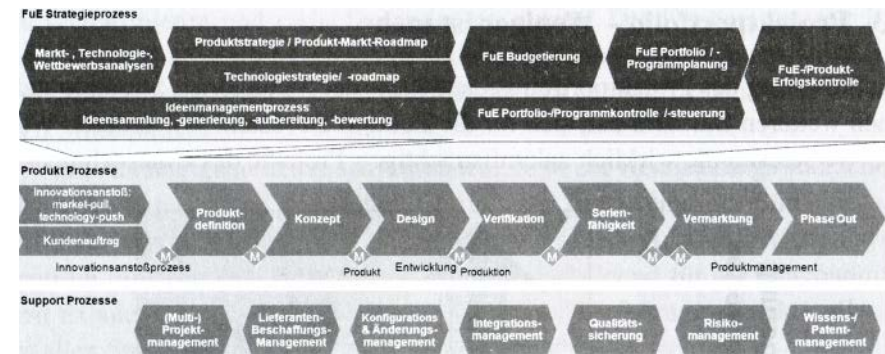 FuE Strategieprozess
Markt- , Technologie-,
Wettbewerbsanalysen
Produktstrategie / Produkt-Markt-Roadmap
Technologiestrategie/ -roadmap
FuE Budgetierung
FuE Portfolio / -
Programmplanung
FuE-/Produkt-
Erfolgskontrolle
Ideenmanagementprozess
Ideensammlung, -generierung, -aufbereitung, -bewertung
FuE Portfolio-/Programmkontrolle /-steuerung
Produkt Prozesse
Innovationsanstoß:
market-pull,
technology-push
Kundenauftrag
Produkt-
definition
Konzept
Design
Verifikation
Serien-
fähigkeit
Vermarktung
Phase Out
M
M
M
M
M
M
Innovationsanstoßprozess
Produkt
Entwicklung
Produktion
Produktmanagement
Support Prozesse
(Multi-)
Projekt-
management
Lieferanten-
Beschaffungs-
Management
Konfigurations
& Änderungs-
management
Integrations-
management
Qualitäts-
sicherung
Risiko-
management
Wissens-/
Patent-
management